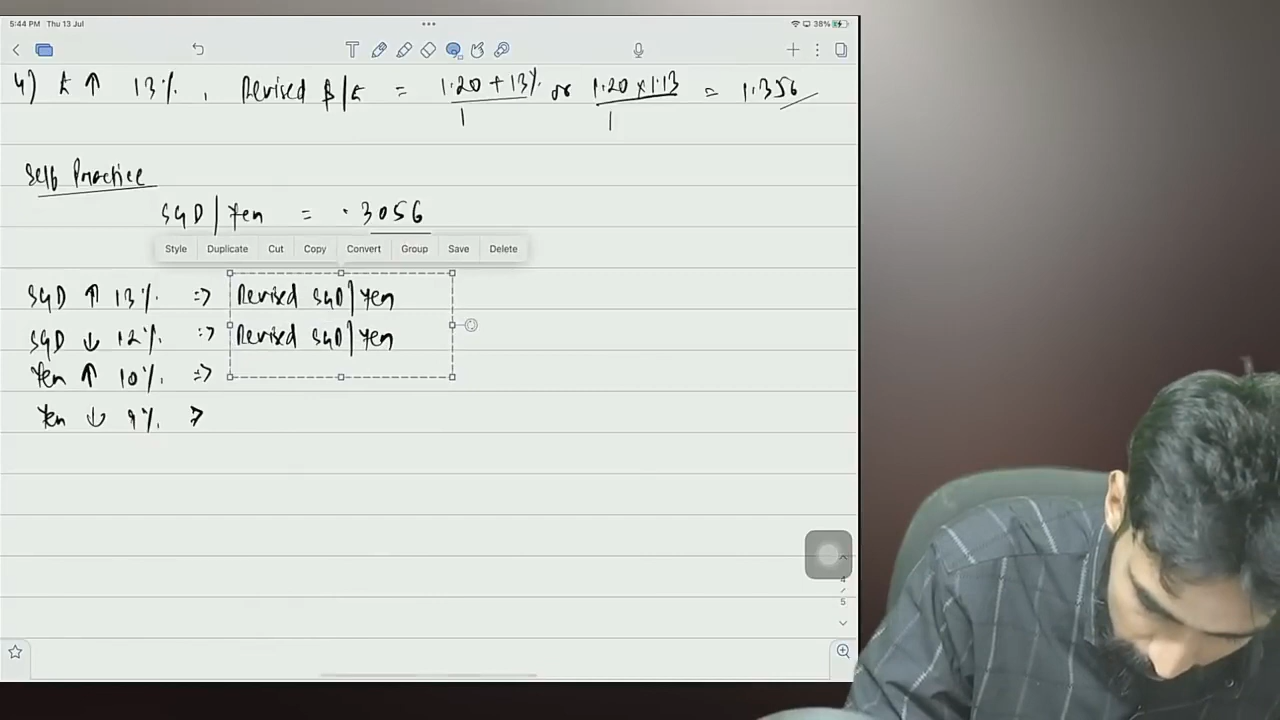 5:44 PM Thu 13 Jul
38%
4) £ ↑ 13%, Revised $/£ = 1.20 + 13% / 1 or 1.20 x 1.13 / 1 = 1.356
Self Practice
SGD/Yen = .3056
Style Duplicate Cut Copy Convert Group Save Delete
SGD ↑ 13% => Revised SGD/Yen
SGD ↓ 12% => Revised SGD/Yen
Yen ↑ 10% =>
Yen ↓ 9% =>
4
/
5